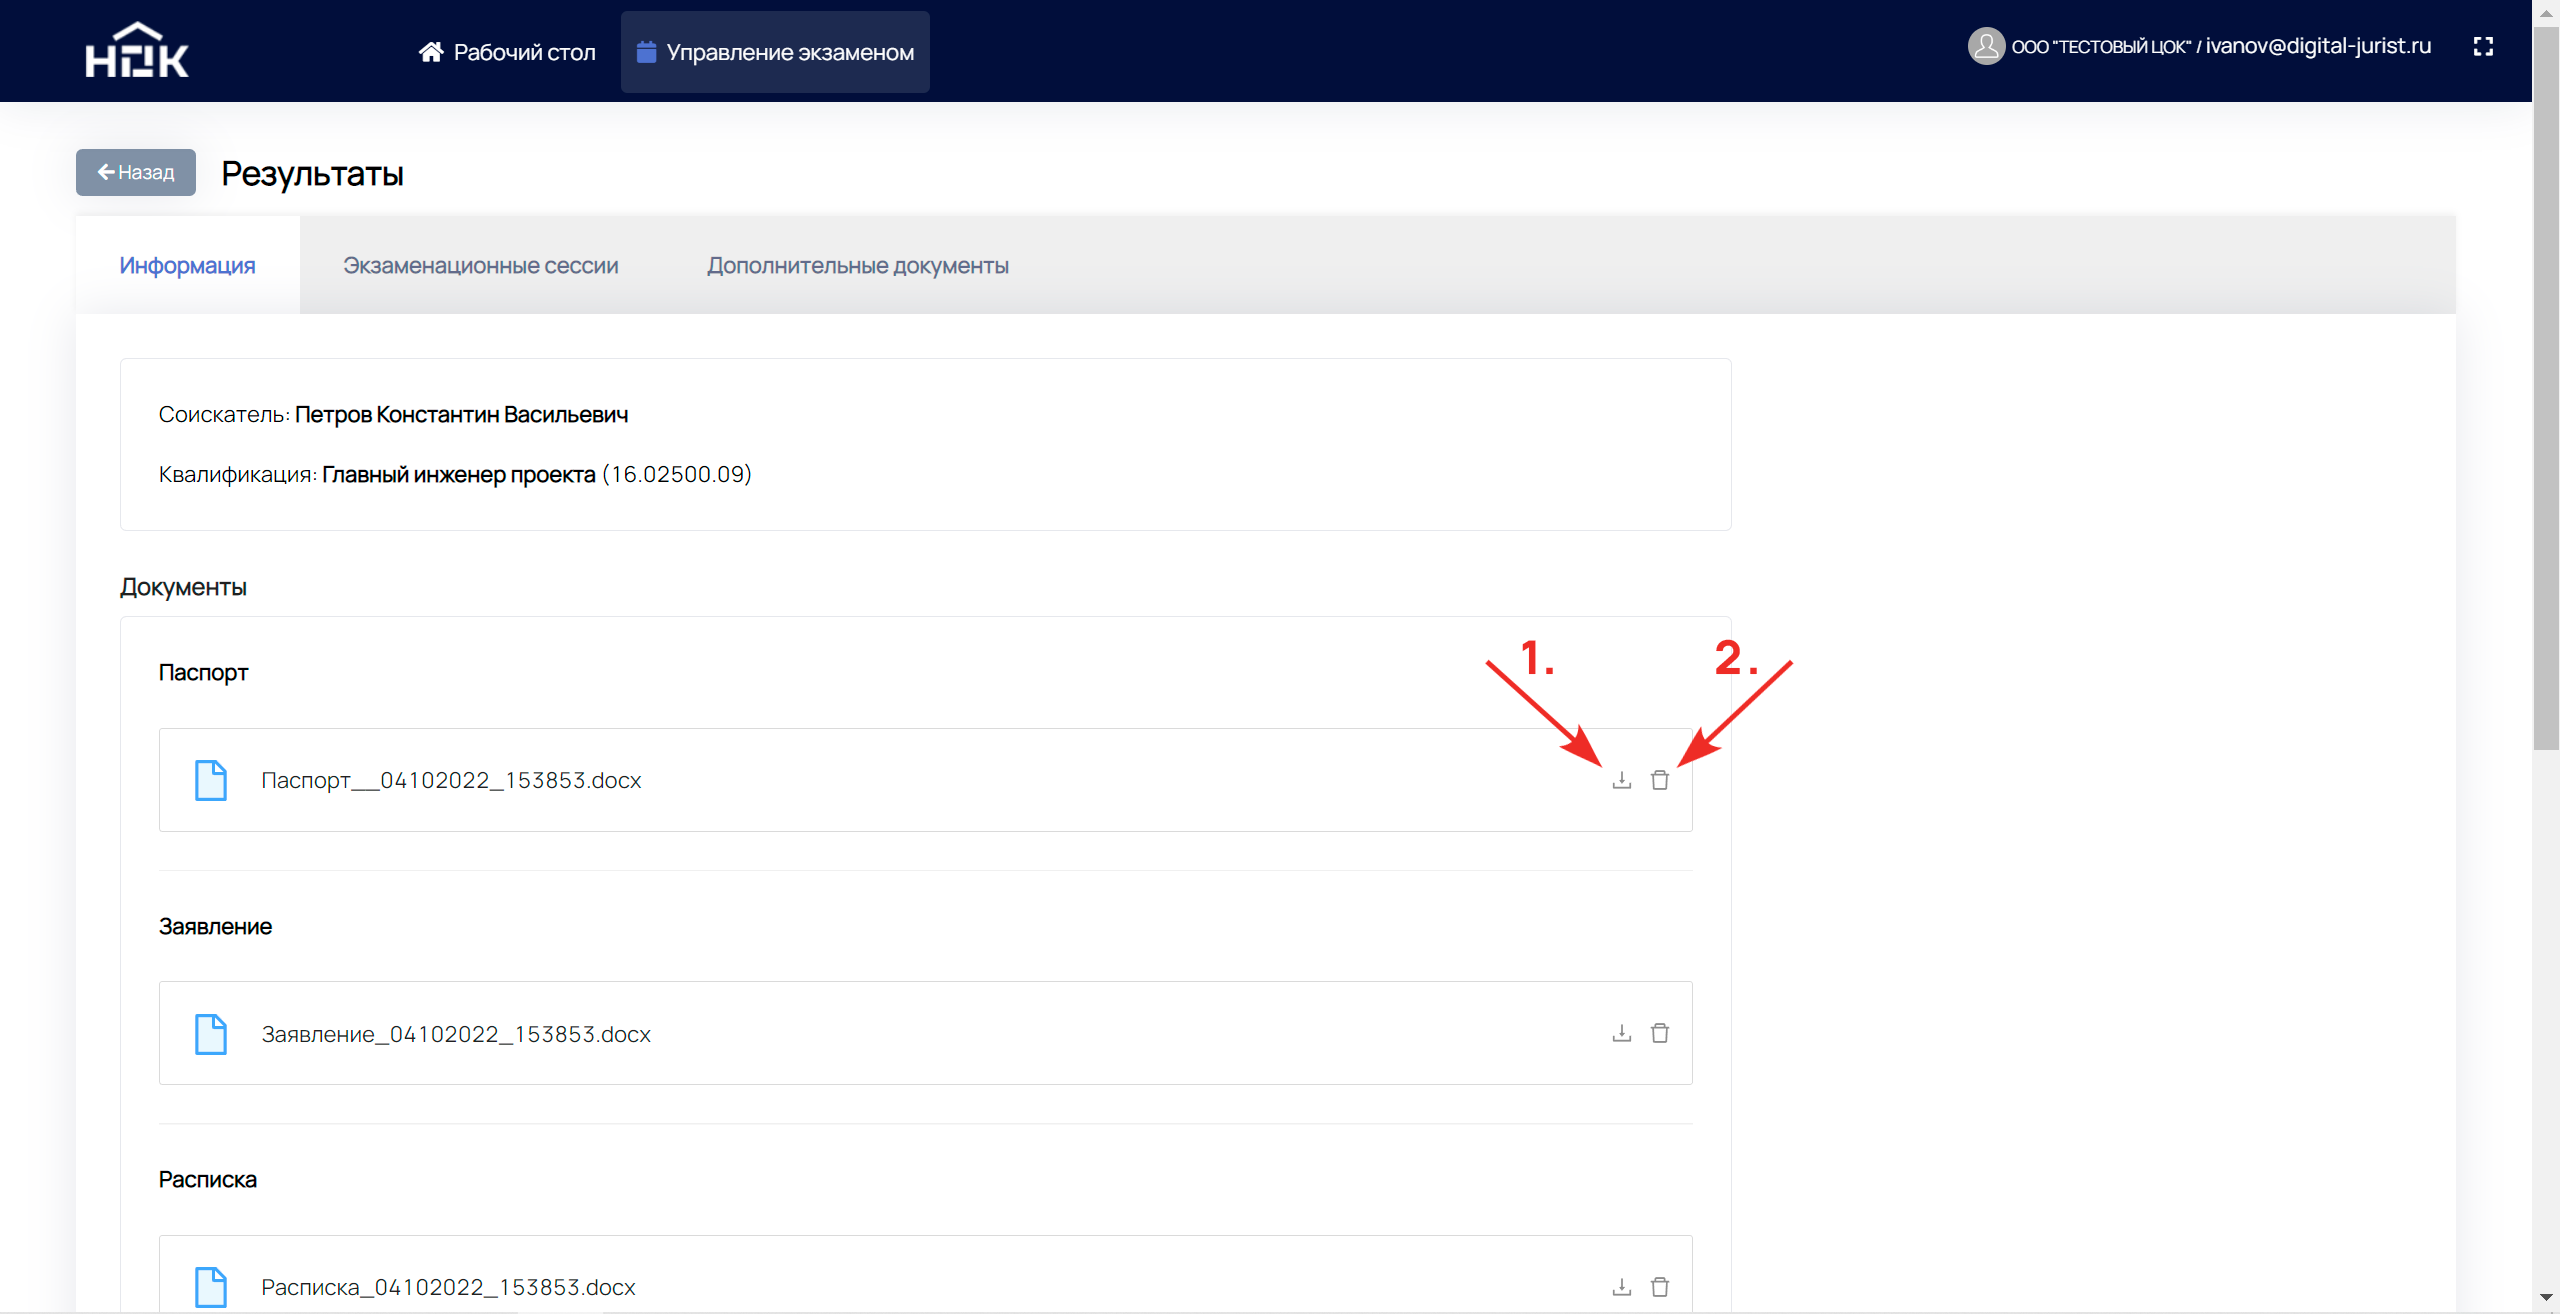 НОК
Рабочий стол
Управление экзаменом
ООО "ТЕСТОВЫЙ ЦОК" / ivanov@digital-jurist.ru
Назад
Результаты
Информация
Экзаменационные сессии
Дополнительные документы
Соискатель: Петров Константин Васильевич
Квалификация: Главный инженер проекта (16.02500.09)
Документы
1.
2.
Паспорт
Паспорт__04102022_153853.docx
Заявление
Заявление_04102022_153853.docx
Расписка
Расписка_04102022_153853.docx